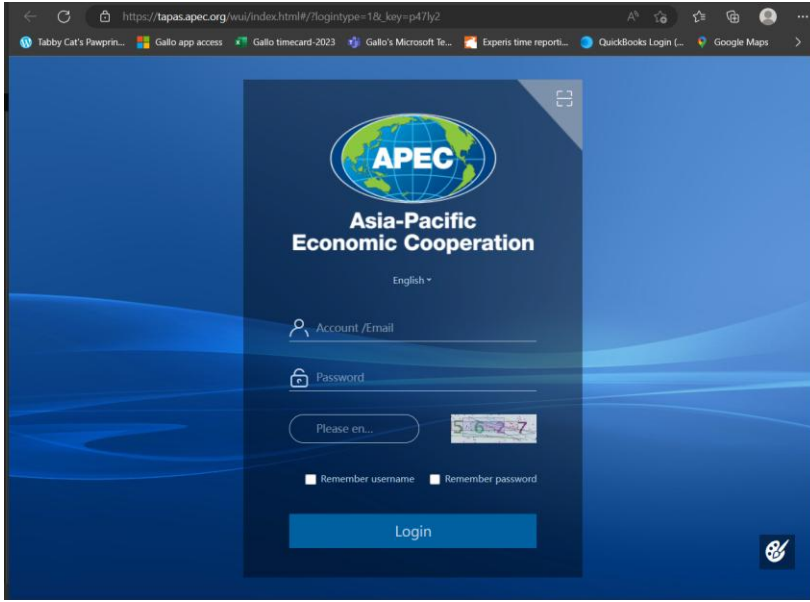 https://tapas.apec.org/wui/index.html#/?logintype=1&_key=p47ly2
Tabby Cat's Pawprin... Gallo app access Gallo timecard-2023 Gallo's Microsoft Te... Experis time reporti... QuickBooks Login (... Google Maps
APEC
Asia-Pacific
Economic Cooperation
English
Account /Email
Password
Please en... 5 6 2 7
Remember username Remember password
Login